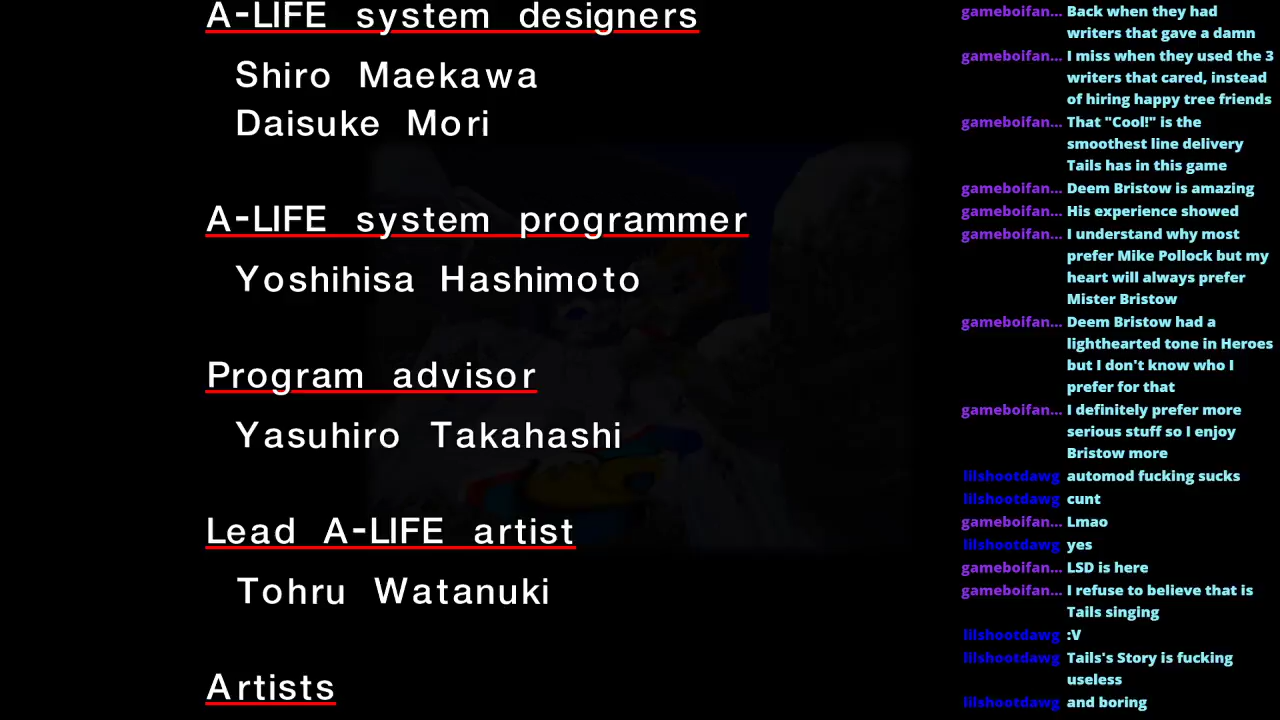 A-LIFE system designers
Shiro Maekawa
Daisuke Mori
A-LIFE system programmer
Yoshihisa Hashimoto
Program advisor
Yasuhiro Takahashi
Lead A-LIFE artist
Tohru Watanuki
Artists
gameboifan... Back when they had
writers that gave a damn
gameboifan... I miss when they used the 3
writers that cared, instead
of hiring happy tree friends
gameboifan... That "Cool!" is the
smoothest line delivery
Tails has in this game
gameboifan... Deem Bristow is amazing
gameboifan... His experience showed
gameboifan... I understand why most
prefer Mike Pollock but my
heart will always prefer
Mister Bristow
gameboifan... Deem Bristow had a
lighthearted tone in Heroes
but I don't know who I
prefer for that
gameboifan... I definitely prefer more
serious stuff so I enjoy
Bristow more
lilshootdawg automod fucking sucks
lilshootdawg cunt
gameboifan... Lmao
lilshootdawg yes
gameboifan... LSD is here
gameboifan... I refuse to believe that is
Tails singing
lilshootdawg :V
lilshootdawg Tails's Story is fucking
useless
lilshootdawg and boring